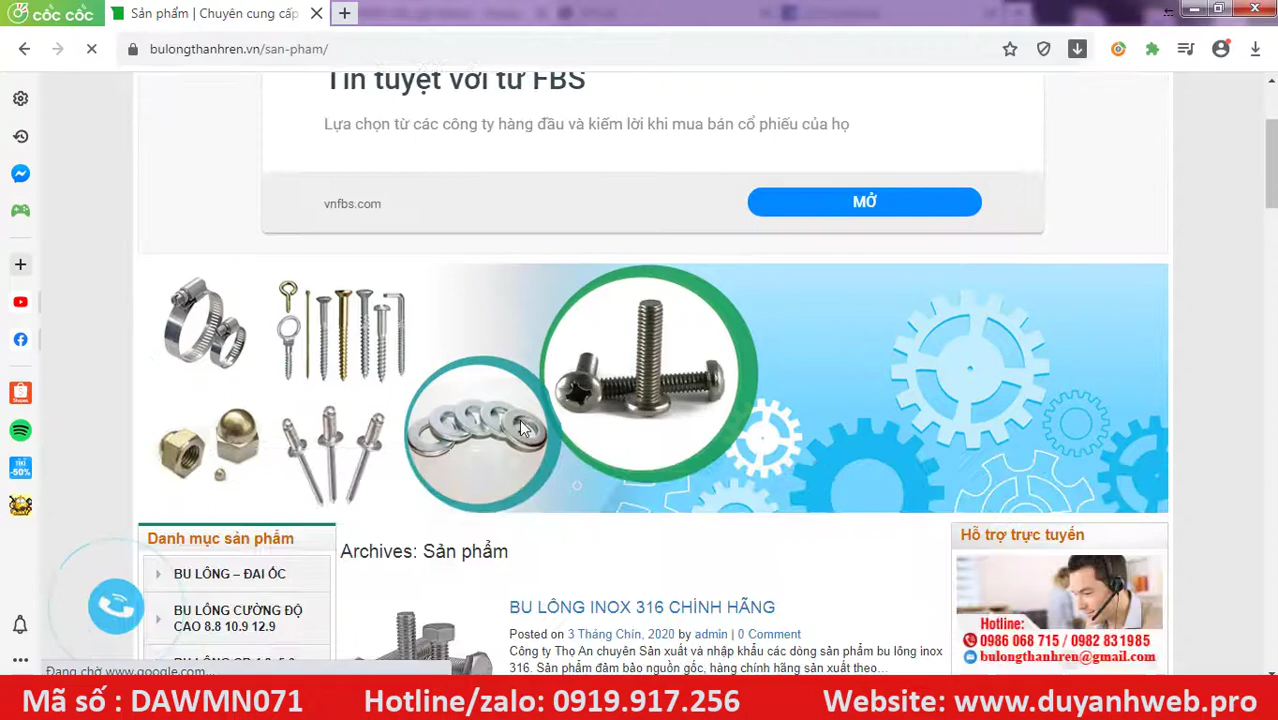 cốc cốc
Sản phẩm | Chuyên cung cấp
bulongthanhren.vn/san-pham/
Tin tuyệt vời từ FBS
Lựa chọn từ các công ty hàng đầu và kiếm lời khi mua bán cổ phiếu của họ
vnfbs.com
MỞ
Danh mục sản phẩm
BU LÔNG – ĐAI ỐC
BU LÔNG CƯỜNG ĐỘ
CAO 8.8 10.9 12.9
Archives: Sản phẩm
BU LÔNG INOX 316 CHÍNH HÃNG
Posted on 3 Tháng Chín, 2020 by admin | 0 Comment
Công ty Thọ An chuyên Sản xuất và nhập khẩu các dòng sản phẩm bu lông inox
316. Sản phẩm đảm bảo nguồn gốc, hàng chính hãng sản xuất theo…
Hỗ trợ trực tuyến
Hotline:
0986 068 715 / 0982 831985
bulongthanhren@gmail.com
Đang chờ www.google.com...
Mã số : DAWMN071
Hotline/zalo: 0919.917.256
Website: www.duyanhweb.pro